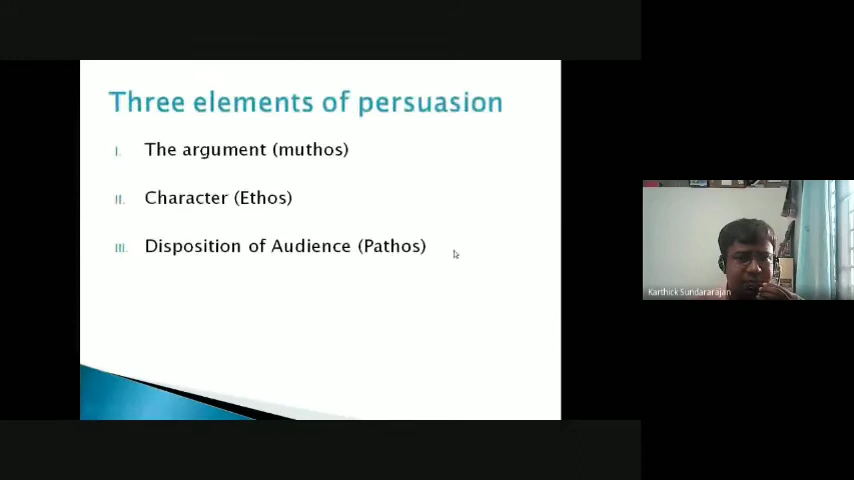 Three elements of persuasion
I. The argument (muthos)
II. Character (Ethos)
III. Disposition of Audience (Pathos)
Karthick Sundararajan